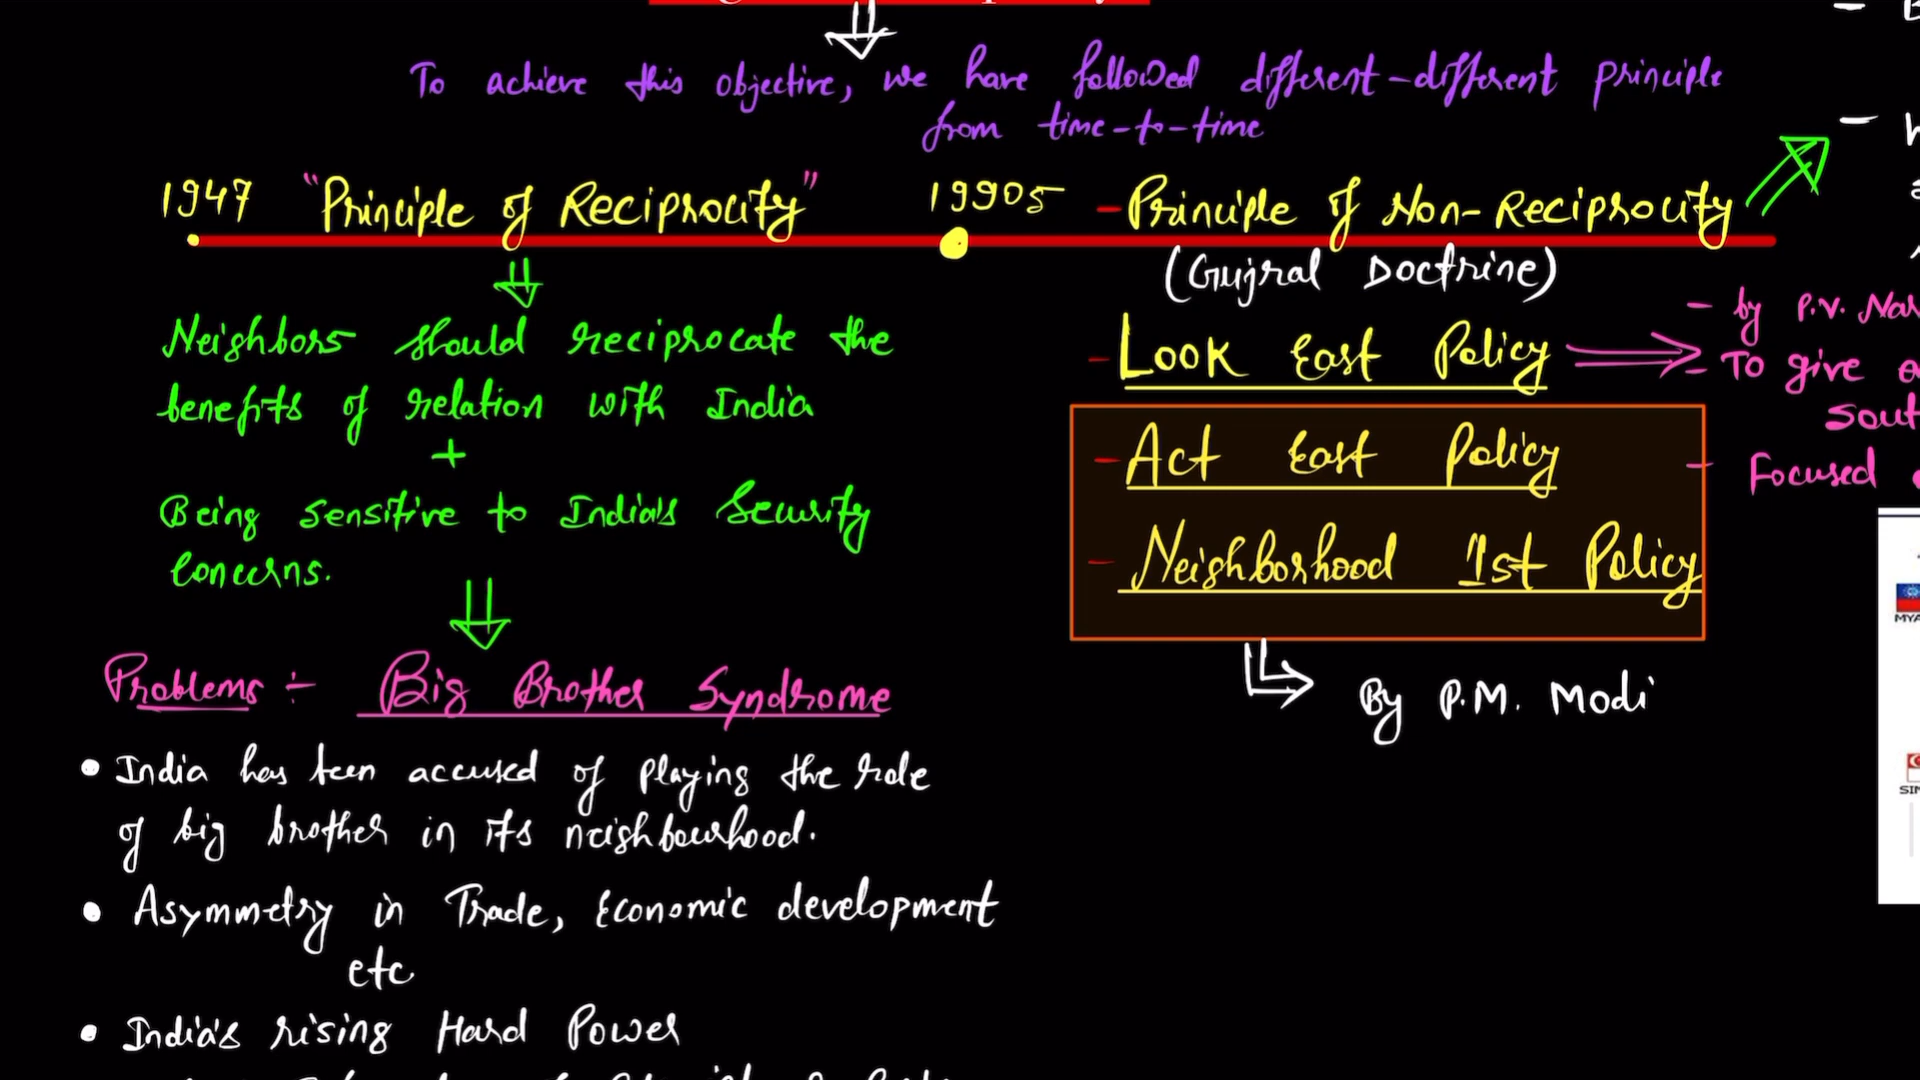 To achieve this objective, we have followed different-different principle
from time-to-time
1947 "Principle of Reciprocity" 1990s - Principle of Non-Reciprocity
(Gujral Doctrine)
Neighbors should reciprocate the
benefits of relation with India
+
Being sensitive to India's Security
Concerns.
Problems :- Big Brother Syndrome
• India has been accused of playing the role
of big brother in its neighbourhood.
• Asymmetry in Trade, Economic development
etc
• India's rising Hard Power
- Look East Policy
- Act East Policy
- Neighborhood 1st Policy
By P.M. Modi
- by P.V. Nar
- To give
Sout
- Focused
MYA
SIN